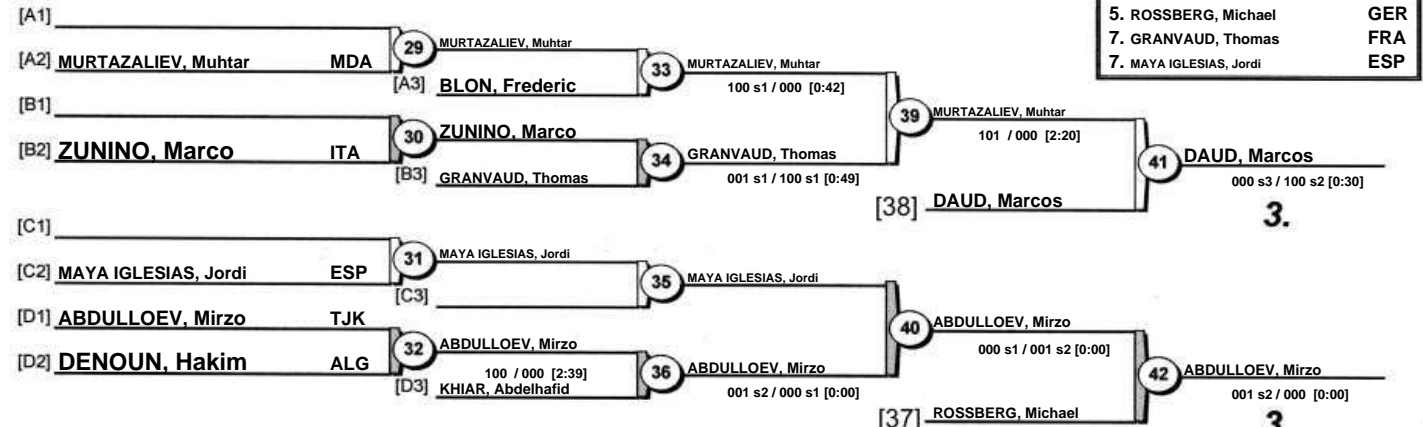 5. ROSSBERG, Michael GER
7. GRANVAUD, Thomas FRA
7. MAYA IGLESIAS, Jordi ESP
[A1]
[A2] MURTAZALIEV, Muhtar MDA
29
MURTAZALIEV, Muhtar
[A3] BLON, Frederic
33
MURTAZALIEV, Muhtar
100 s1 / 000 [0:42]
[B1]
[B2] ZUNINO, Marco ITA
30
ZUNINO, Marco
[B3] GRANVAUD, Thomas
34
GRANVAUD, Thomas
001 s1 / 100 s1 [0:49]
39
MURTAZALIEV, Muhtar
101 / 000 [2:20]
[38] DAUD, Marcos
41
DAUD, Marcos
000 s3 / 100 s2 [0:30]
3.
[C1]
[C2] MAYA IGLESIAS, Jordi ESP
31
MAYA IGLESIAS, Jordi
[C3]
35
MAYA IGLESIAS, Jordi
[D1] ABDULLOEV, Mirzo TJK
[D2] DENOUN, Hakim ALG
32
ABDULLOEV, Mirzo
100 / 000 [2:39]
[D3] KHIAR, Abdelhafid
36
ABDULLOEV, Mirzo
001 s2 / 000 s1 [0:00]
40
ABDULLOEV, Mirzo
000 s1 / 001 s2 [0:00]
[37] ROSSBERG, Michael
42
ABDULLOEV, Mirzo
001 s2 / 000 [0:00]
3.